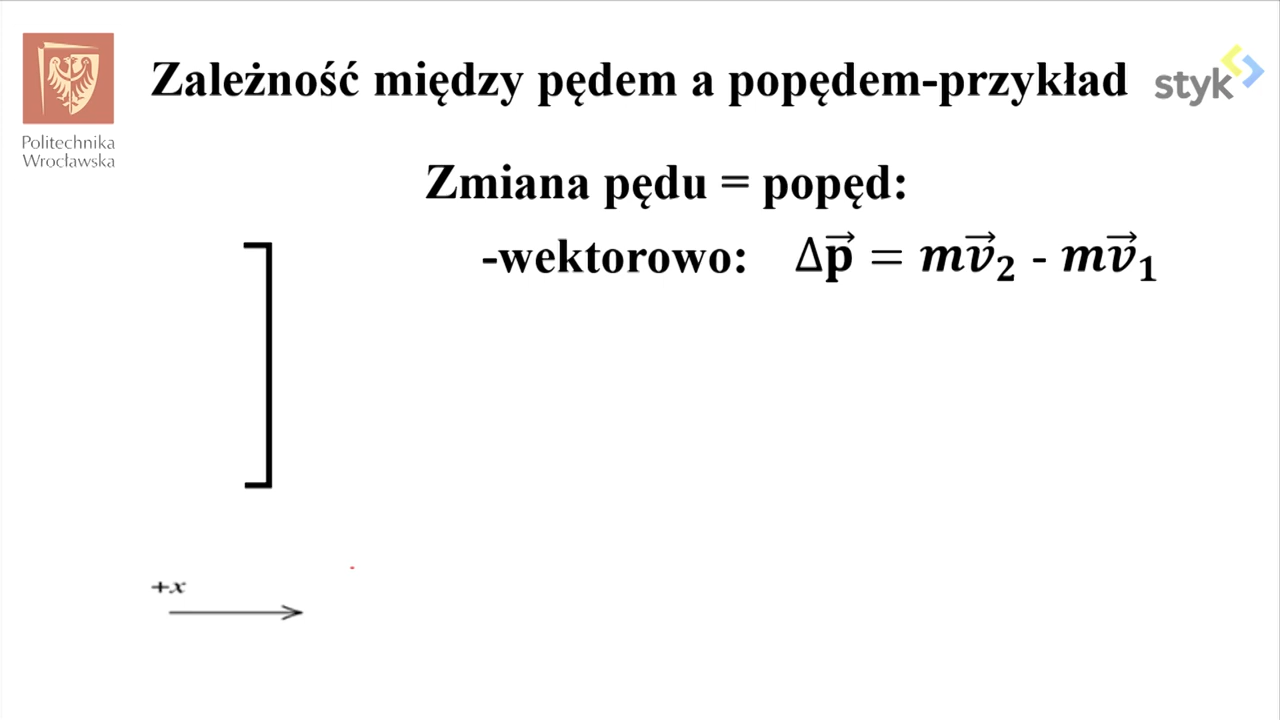 Zależność między pędem a popędem-przykład
styk
Politechnika
Wrocławska
Zmiana pędu = popęd:
-wektorowo: Δp⃗ = mv⃗₂ - mv⃗₁
+x